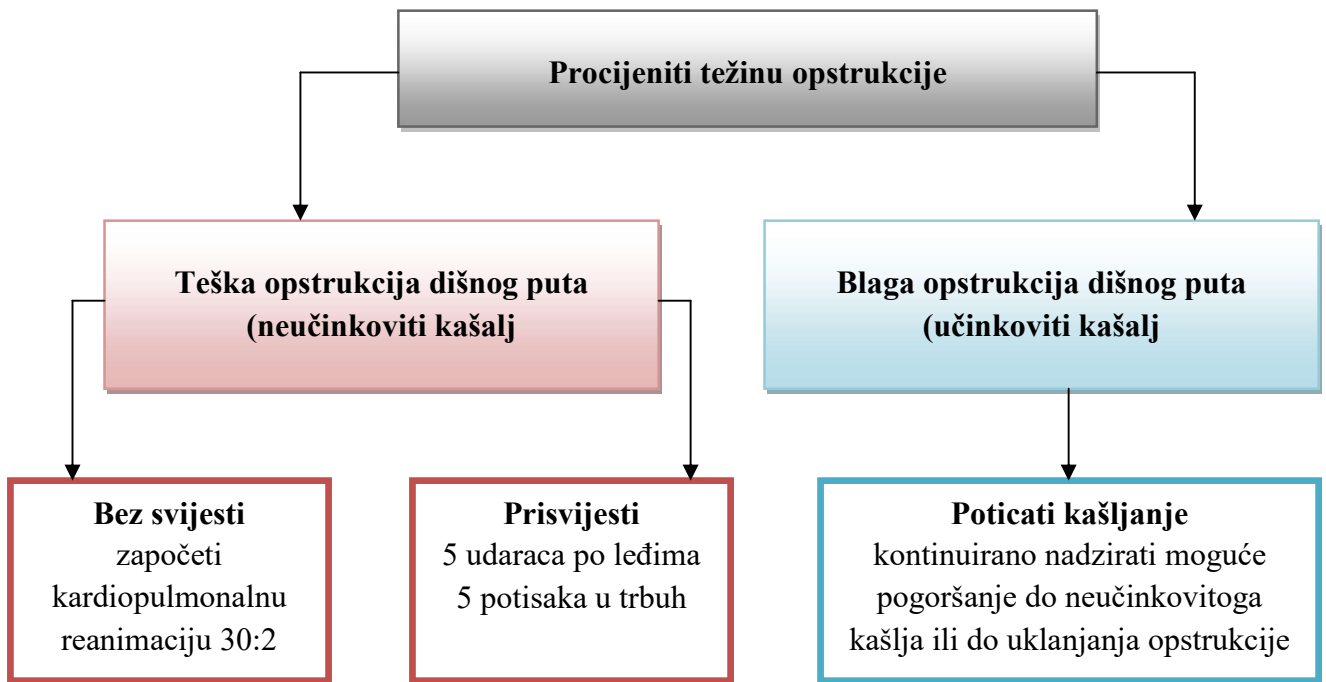 Procijeniti težinu opstrukcije
Teška opstrukcija dišnog puta
(neučinkoviti kašalj
Blaga opstrukcija dišnog puta
(učinkoviti kašalj
Bez svijesti
započeti
kardiopulmonalnu
reanimaciju 30:2
Prisvijesti
5 udaraca po leđima
5 potisaka u trbuh
Poticati kašljanje
kontinuirano nadzirati moguće
pogoršanje do neučinkovitoga
kašlja ili do uklanjanja opstrukcije